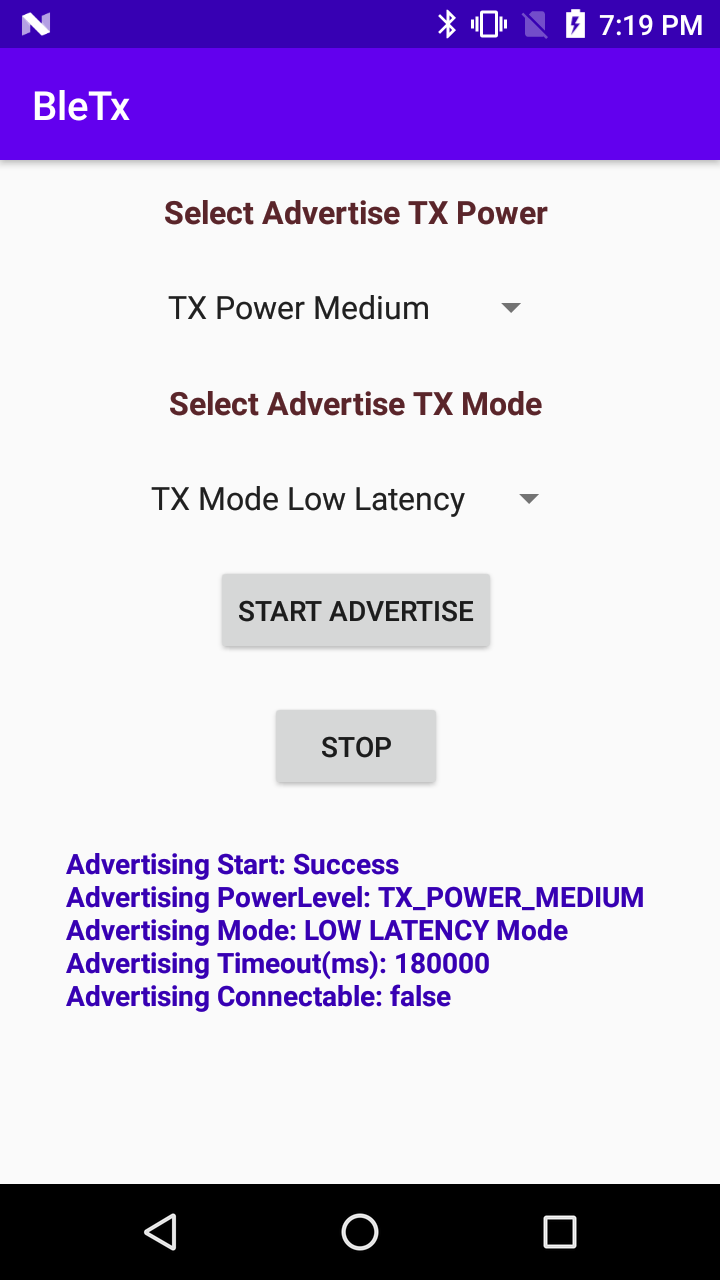 7:19 PM
BleTx
Select Advertise TX Power
TX Power Medium
Select Advertise TX Mode
TX Mode Low Latency
START ADVERTISE
STOP
Advertising Start: Success
Advertising PowerLevel: TX_POWER_MEDIUM
Advertising Mode: LOW LATENCY Mode
Advertising Timeout(ms): 180000
Advertising Connectable: false